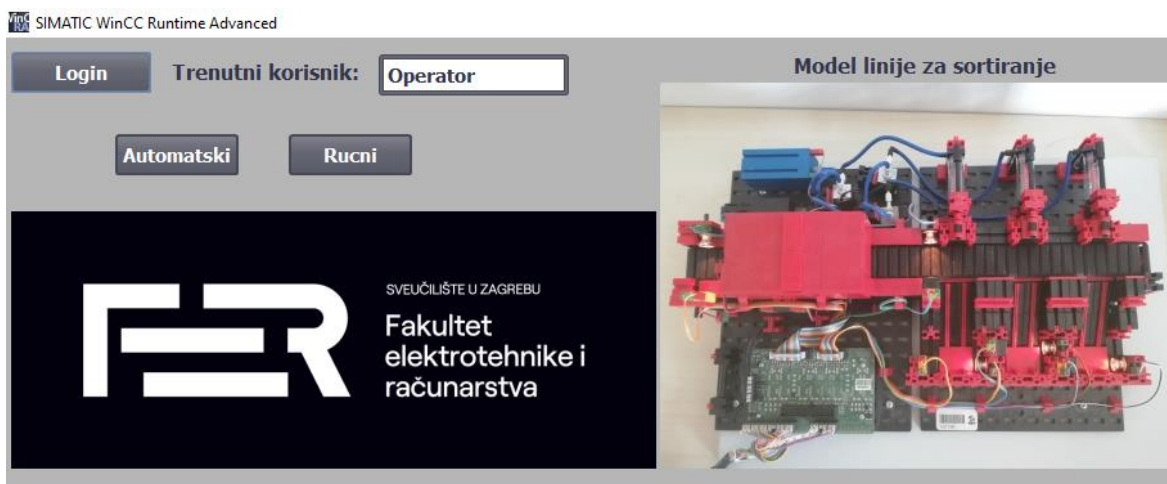 SIMATIC WinCC Runtime Advanced
Login
Trenutni korisnik:
Operator
Model linije za sortiranje
Automatski
Rucni
FER
SVEUČILIŠTE U ZAGREBU
Fakultet
elektrotehnike i
računarstva